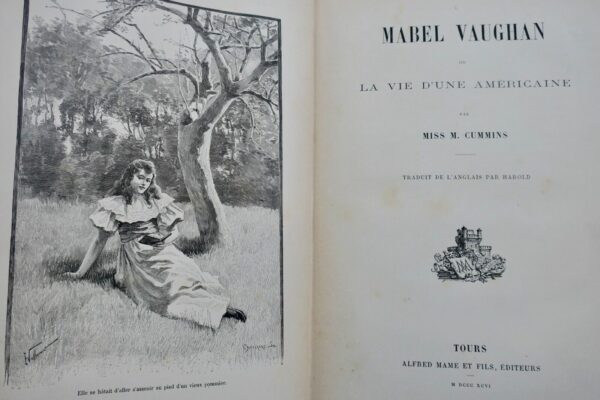 Elle se hâtait d'aller s'asseoir au pied d'un vieux pommier.
MABEL VAUGHAN
OU
LA VIE D'UNE AMÉRICAINE
PAR
MISS M. CUMMINS
TRADUIT DE L'ANGLAIS PAR HAROLD
TOURS
ALFRED MAME ET FILS, ÉDITEURS
M DCCC XCVI